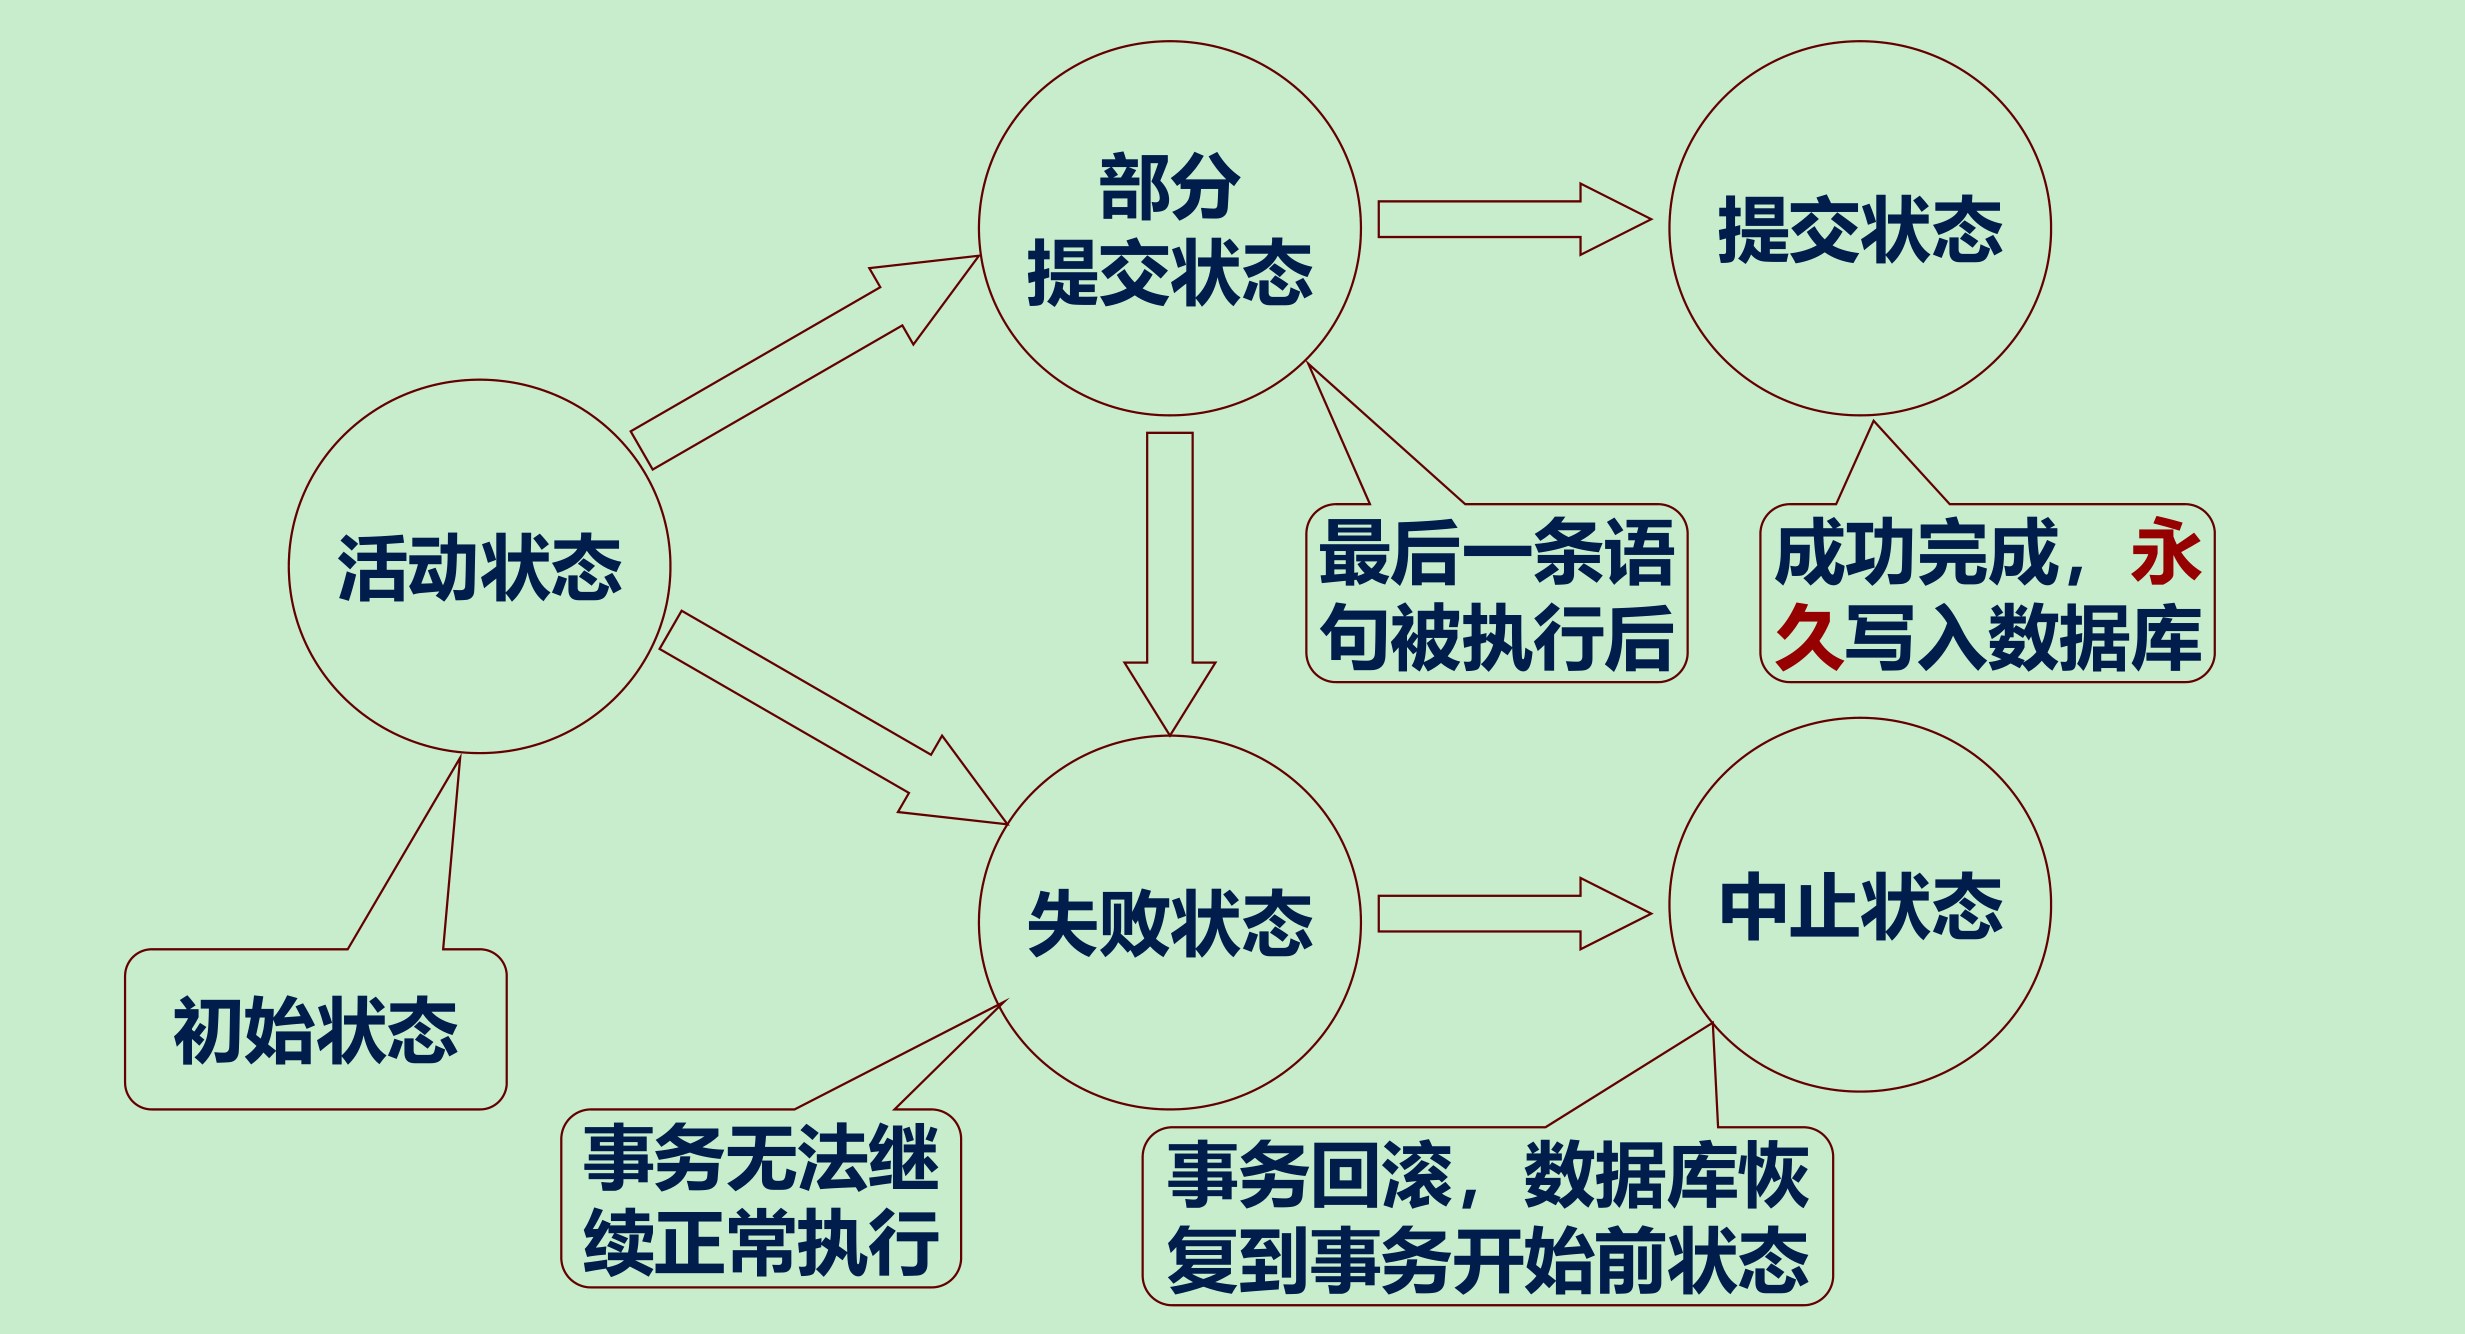 部分
提交状态
提交状态
活动状态
最后一条语
句被执行后
成功完成，永
久写入数据库
失败状态
中止状态
初始状态
事务无法继
续正常执行
事务回滚，数据库恢
复到事务开始前状态